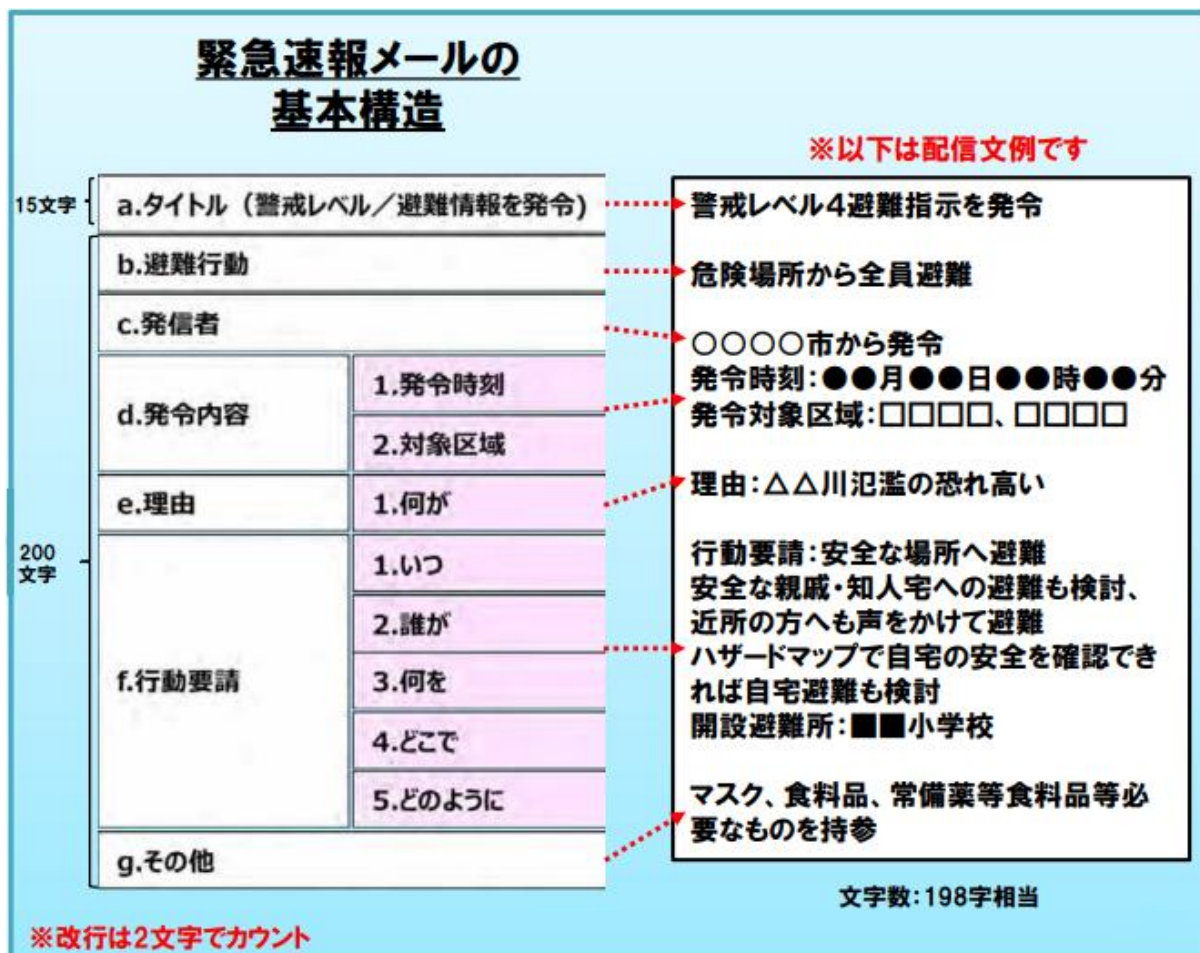 緊急速報メールの
基本構造
※以下は配信文例です
15文字
a.タイトル（警戒レベル／避難情報を発令)
警戒レベル4避難指示を発令
200
文字
b.避難行動
危険場所から全員避難
c.発信者
○○○○市から発令
d.発令内容
1.発令時刻
2.対象区域
発令時刻：●●月●●日●●時●●分
発令対象区域：□□□□、□□□□
e.理由
1.何が
理由：△△川氾濫の恐れ高い
f.行動要請
1.いつ
2.誰が
3.何を
4.どこで
5.どのように
行動要請：安全な場所へ避難
安全な親戚・知人宅への避難も検討、
近所の方へも声をかけて避難
ハザードマップで自宅の安全を確認でき
れば自宅避難も検討
開設避難所：■■小学校
g.その他
マスク、食料品、常備薬等食料品等必
要なものを持参
文字数：198字相当
※改行は2文字でカウント